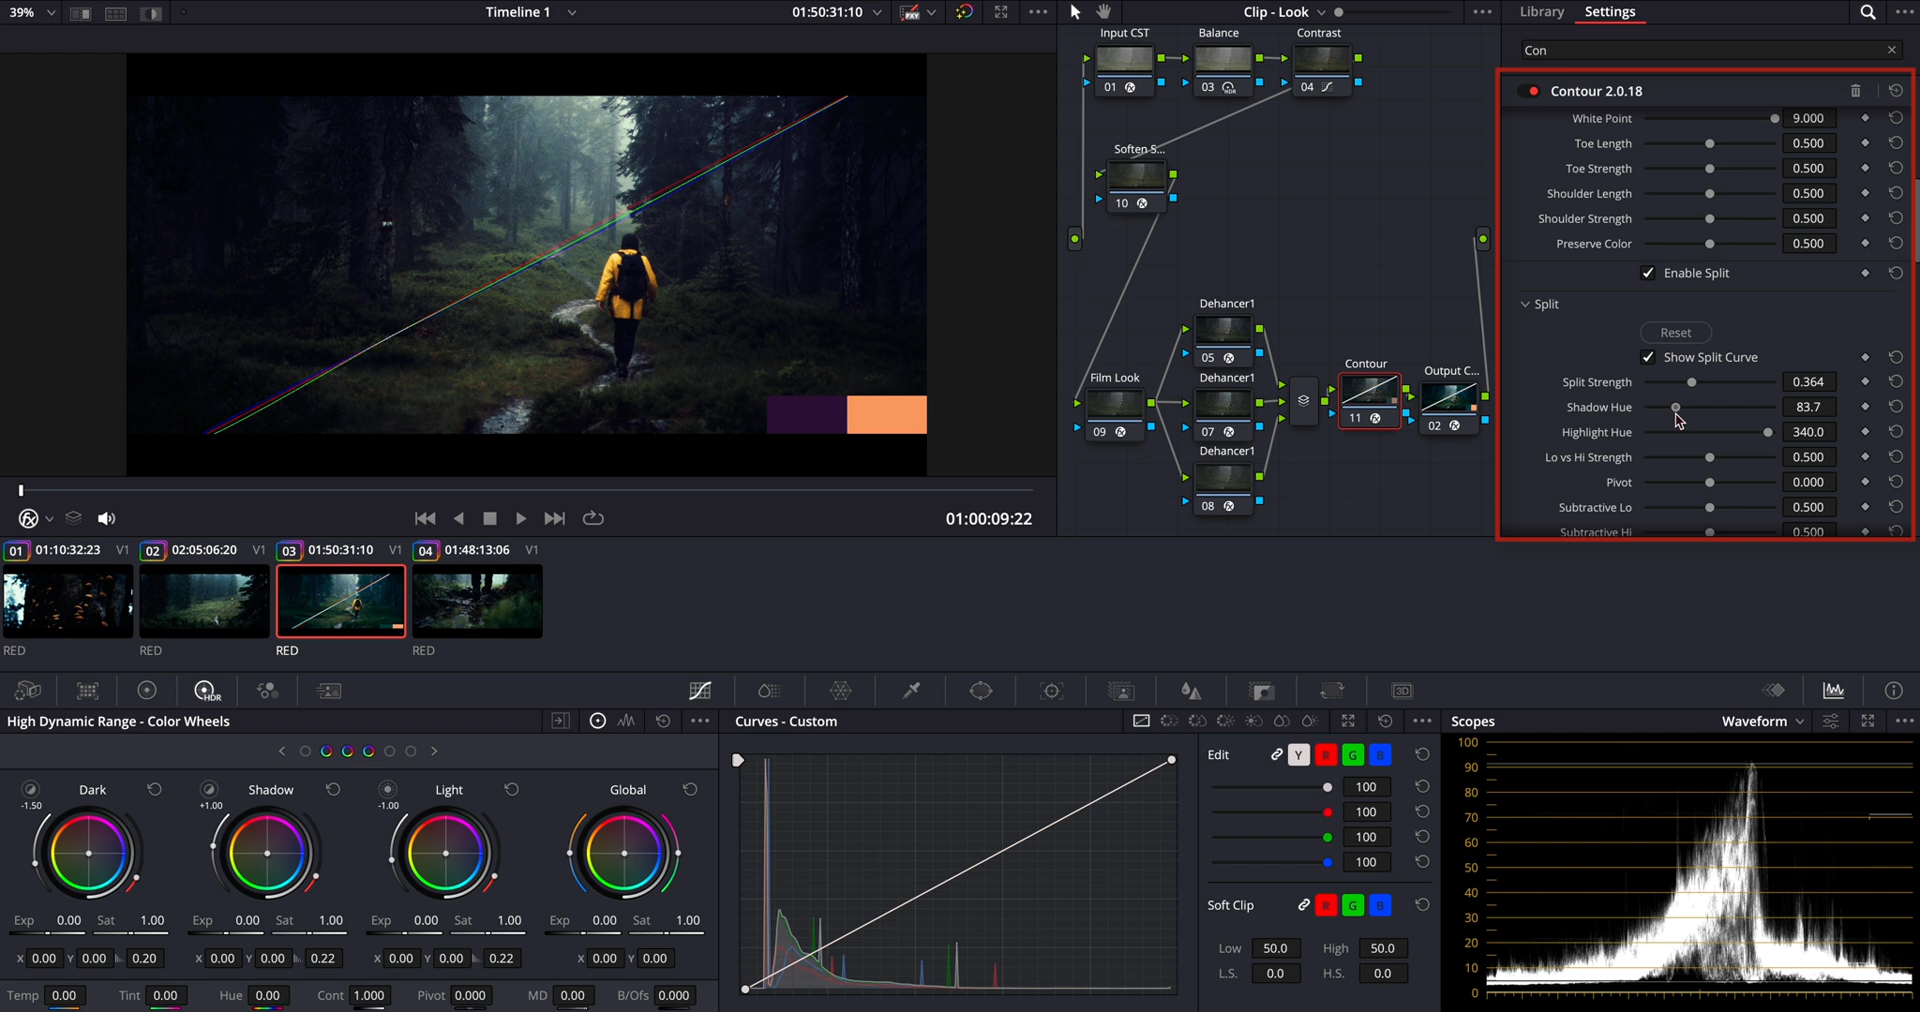 39%
Timeline 1
01:50:31:10
PXY
Clip - Look
Library
Settings
Con
Input CST
Balance
Contrast
01
03
HDR
04
Soften S...
10
Dehancer1
05
Film Look
Dehancer1
Contour
Output C...
09
07
11
02
Dehancer1
08
Contour 2.0.18
White Point
9.000
Toe Length
0.500
Toe Strength
0.500
Shoulder Length
0.500
Shoulder Strength
0.500
Preserve Color
0.500
Enable Split
Split
Reset
Show Split Curve
Split Strength
0.364
Shadow Hue
83.7
Highlight Hue
340.0
Lo vs Hi Strength
0.500
Pivot
0.000
Subtractive Lo
0.500
Subtractive Hi
0.500
fx
01:00:09:22
01 01:10:32:23 V1
02 02:05:06:20 V1
03 01:50:31:10 V1
04 01:48:13:06 V1
RED
RED
RED
RED
HDR
3D
High Dynamic Range - Color Wheels
Dark
-1.50
Shadow
+1.00
Light
-1.00
Global
Exp 0.00 Sat 1.00
Exp 0.00 Sat 1.00
Exp 0.00 Sat 1.00
Exp 0.00 Sat 1.00
X 0.00 Y 0.00 0.20
X 0.00 Y 0.00 0.22
X 0.00 Y 0.00 0.22
X 0.00 Y 0.00
Temp 0.00 Tint 0.00 Hue 0.00 Cont 1.000 Pivot 0.000 MD 0.00 B/Ofs 0.000
Curves - Custom
Edit
Y R G B
100
100
100
100
Soft Clip
R G B
Low 50.0 High 50.0
L.S. 0.0 H.S. 0.0
Scopes
Waveform
100
90
80
70
60
50
40
30
20
10
0